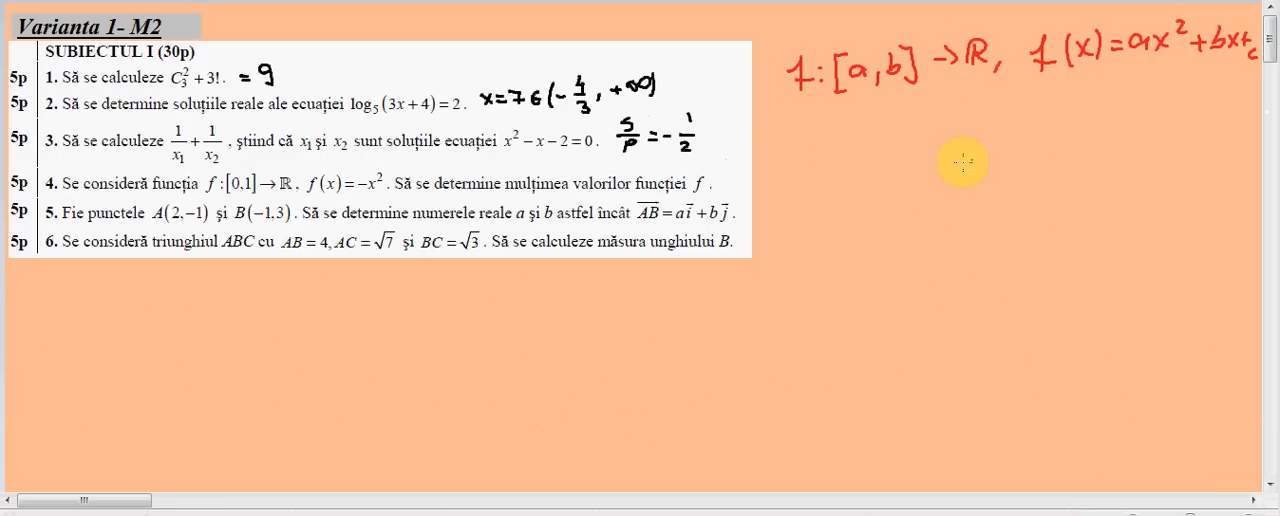 Varianta 1- M2
SUBIECTUL I (30p)
5p 1. Să se calculeze C₃² + 3! . = 9
5p 2. Să se determine soluțiile reale ale ecuației log₅(3x+4) = 2 . x=7∈(-4/3, +∞)
5p 3. Să se calculeze 1/x₁ + 1/x₂ , știind că x₁ și x₂ sunt soluțiile ecuației x² − x − 2 = 0 . S/P = -1/2
5p 4. Se consideră funcția f :[0,1] → ℝ , f(x) = −x² . Să se determine mulțimea valorilor funcției f .
5p 5. Fie punctele A(2,−1) și B(−1,3) . Să se determine numerele reale a și b astfel încât A͞B = a i⃗ + b j⃗ .
5p 6. Se consideră triunghiul ABC cu AB = 4, AC = √7 și BC = √3 . Să se calculeze măsura unghiului B.
f : [a, b] → ℝ, f(x) = ax² + bx + c